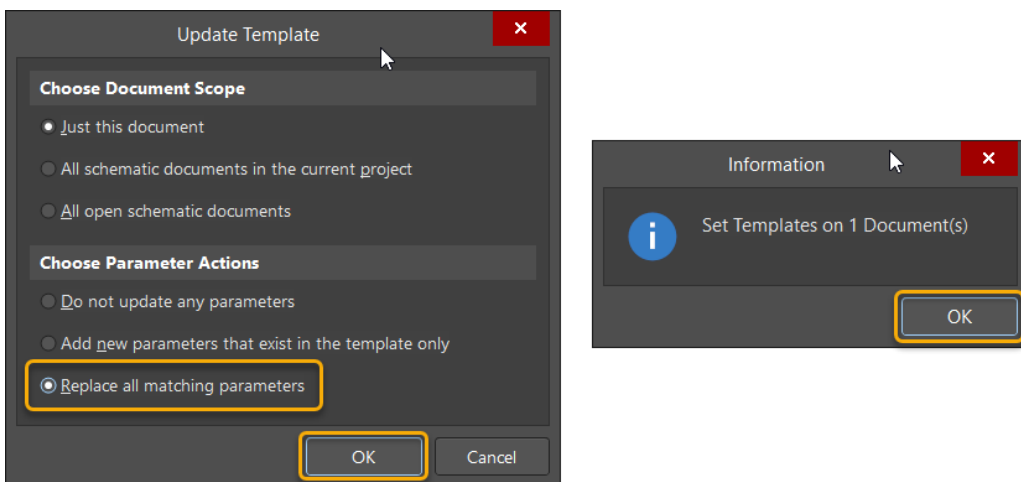 Update Template
Choose Document Scope
Just this document
All schematic documents in the current project
All open schematic documents
Choose Parameter Actions
Do not update any parameters
Add new parameters that exist in the template only
Replace all matching parameters
OK
Cancel
Information
Set Templates on 1 Document(s)
OK